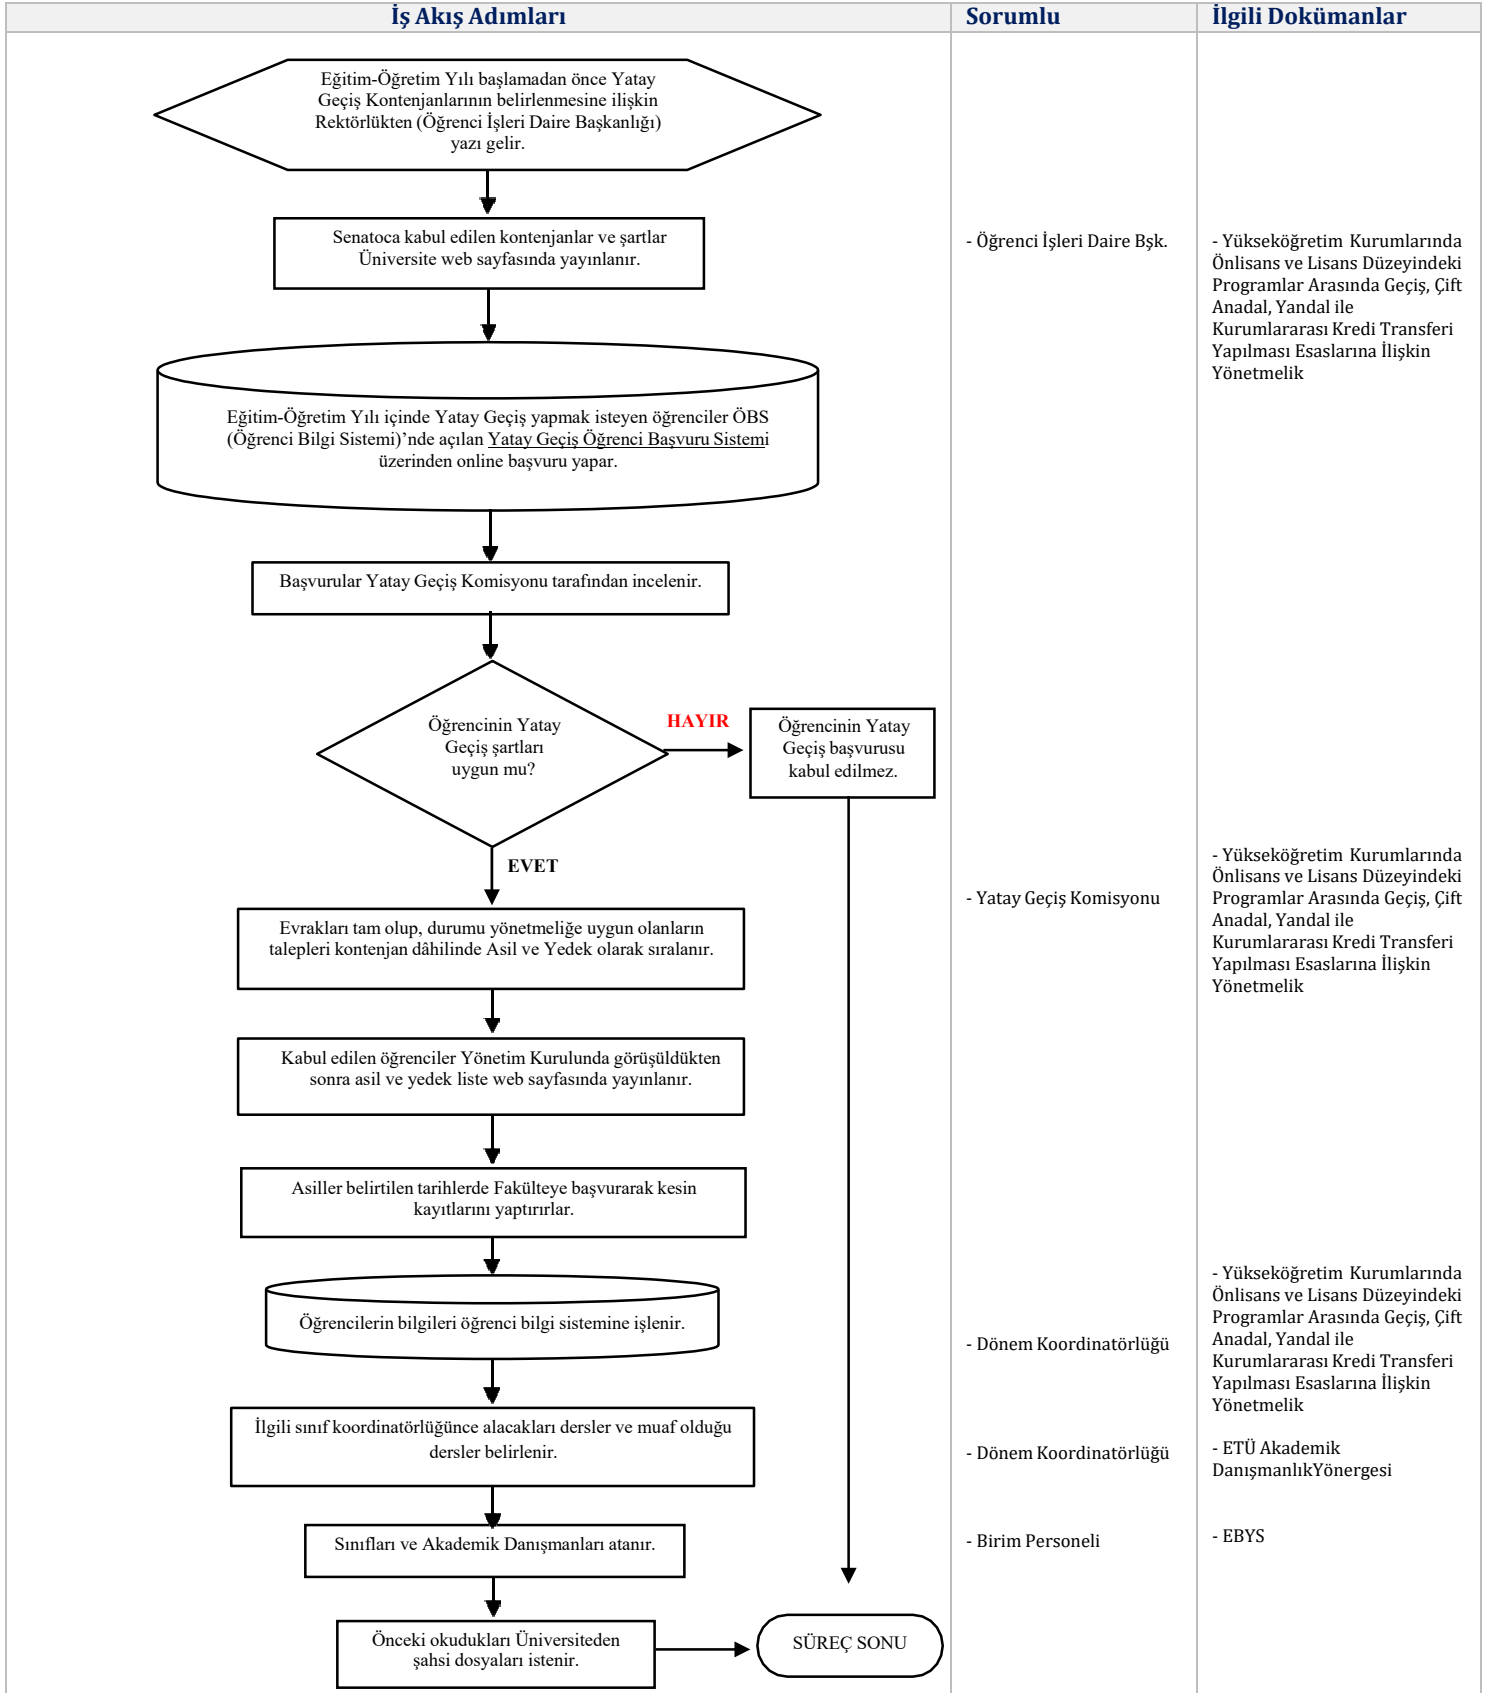 İş Akış Adımları
Sorumlu
İlgili Dokümanlar
Eğitim-Öğretim Yılı başlamadan önce Yatay
Geçiş Kontenjanlarının belirlenmesine ilişkin
Rektörlükten (Öğrenci İşleri Daire Başkanlığı)
yazı gelir.
Senatoca kabul edilen kontenjanlar ve şartlar
Üniversite web sayfasında yayınlanır.
- Öğrenci İşleri Daire Bşk.
- Yükseköğretim Kurumlarında
Önlisans ve Lisans Düzeyindeki
Programlar Arasında Geçiş, Çift
Anadal, Yandal ile
Kurumlararası Kredi Transferi
Yapılması Esaslarına İlişkin
Yönetmelik
Eğitim-Öğretim Yılı içinde Yatay Geçiş yapmak isteyen öğrenciler ÖBS
(Öğrenci Bilgi Sistemi)’nde açılan Yatay Geçiş Öğrenci Başvuru Sistemi
üzerinden online başvuru yapar.
Başvurular Yatay Geçiş Komisyonu tarafından incelenir.
Öğrencinin Yatay
Geçiş şartları
uygun mu?
HAYIR
Öğrencinin Yatay
Geçiş başvurusu
kabul edilmez.
EVET
Evrakları tam olup, durumu yönetmeliğe uygun olanların
talepleri kontenjan dâhilinde Asil ve Yedek olarak sıralanır.
- Yatay Geçiş Komisyonu
- Yükseköğretim Kurumlarında
Önlisans ve Lisans Düzeyindeki
Programlar Arasında Geçiş, Çift
Anadal, Yandal ile
Kurumlararası Kredi Transferi
Yapılması Esaslarına İlişkin
Yönetmelik
Kabul edilen öğrenciler Yönetim Kurulunda görüşüldükten
sonra asil ve yedek liste web sayfasında yayınlanır.
Asiller belirtilen tarihlerde Fakülteye başvurarak kesin
kayıtlarını yaptırırlar.
Öğrencilerin bilgileri öğrenci bilgi sistemine işlenir.
- Dönem Koordinatörlüğü
- Yükseköğretim Kurumlarında
Önlisans ve Lisans Düzeyindeki
Programlar Arasında Geçiş, Çift
Anadal, Yandal ile
Kurumlararası Kredi Transferi
Yapılması Esaslarına İlişkin
Yönetmelik
İlgili sınıf koordinatörlüğünce alacakları dersler ve muaf olduğu
dersler belirlenir.
- Dönem Koordinatörlüğü
- ETÜ Akademik
DanışmanlıkYönergesi
Sınıfları ve Akademik Danışmanları atanır.
- Birim Personeli
- EBYS
Önceki okudukları Üniversiteden
şahsi dosyaları istenir.
SÜREÇ SONU